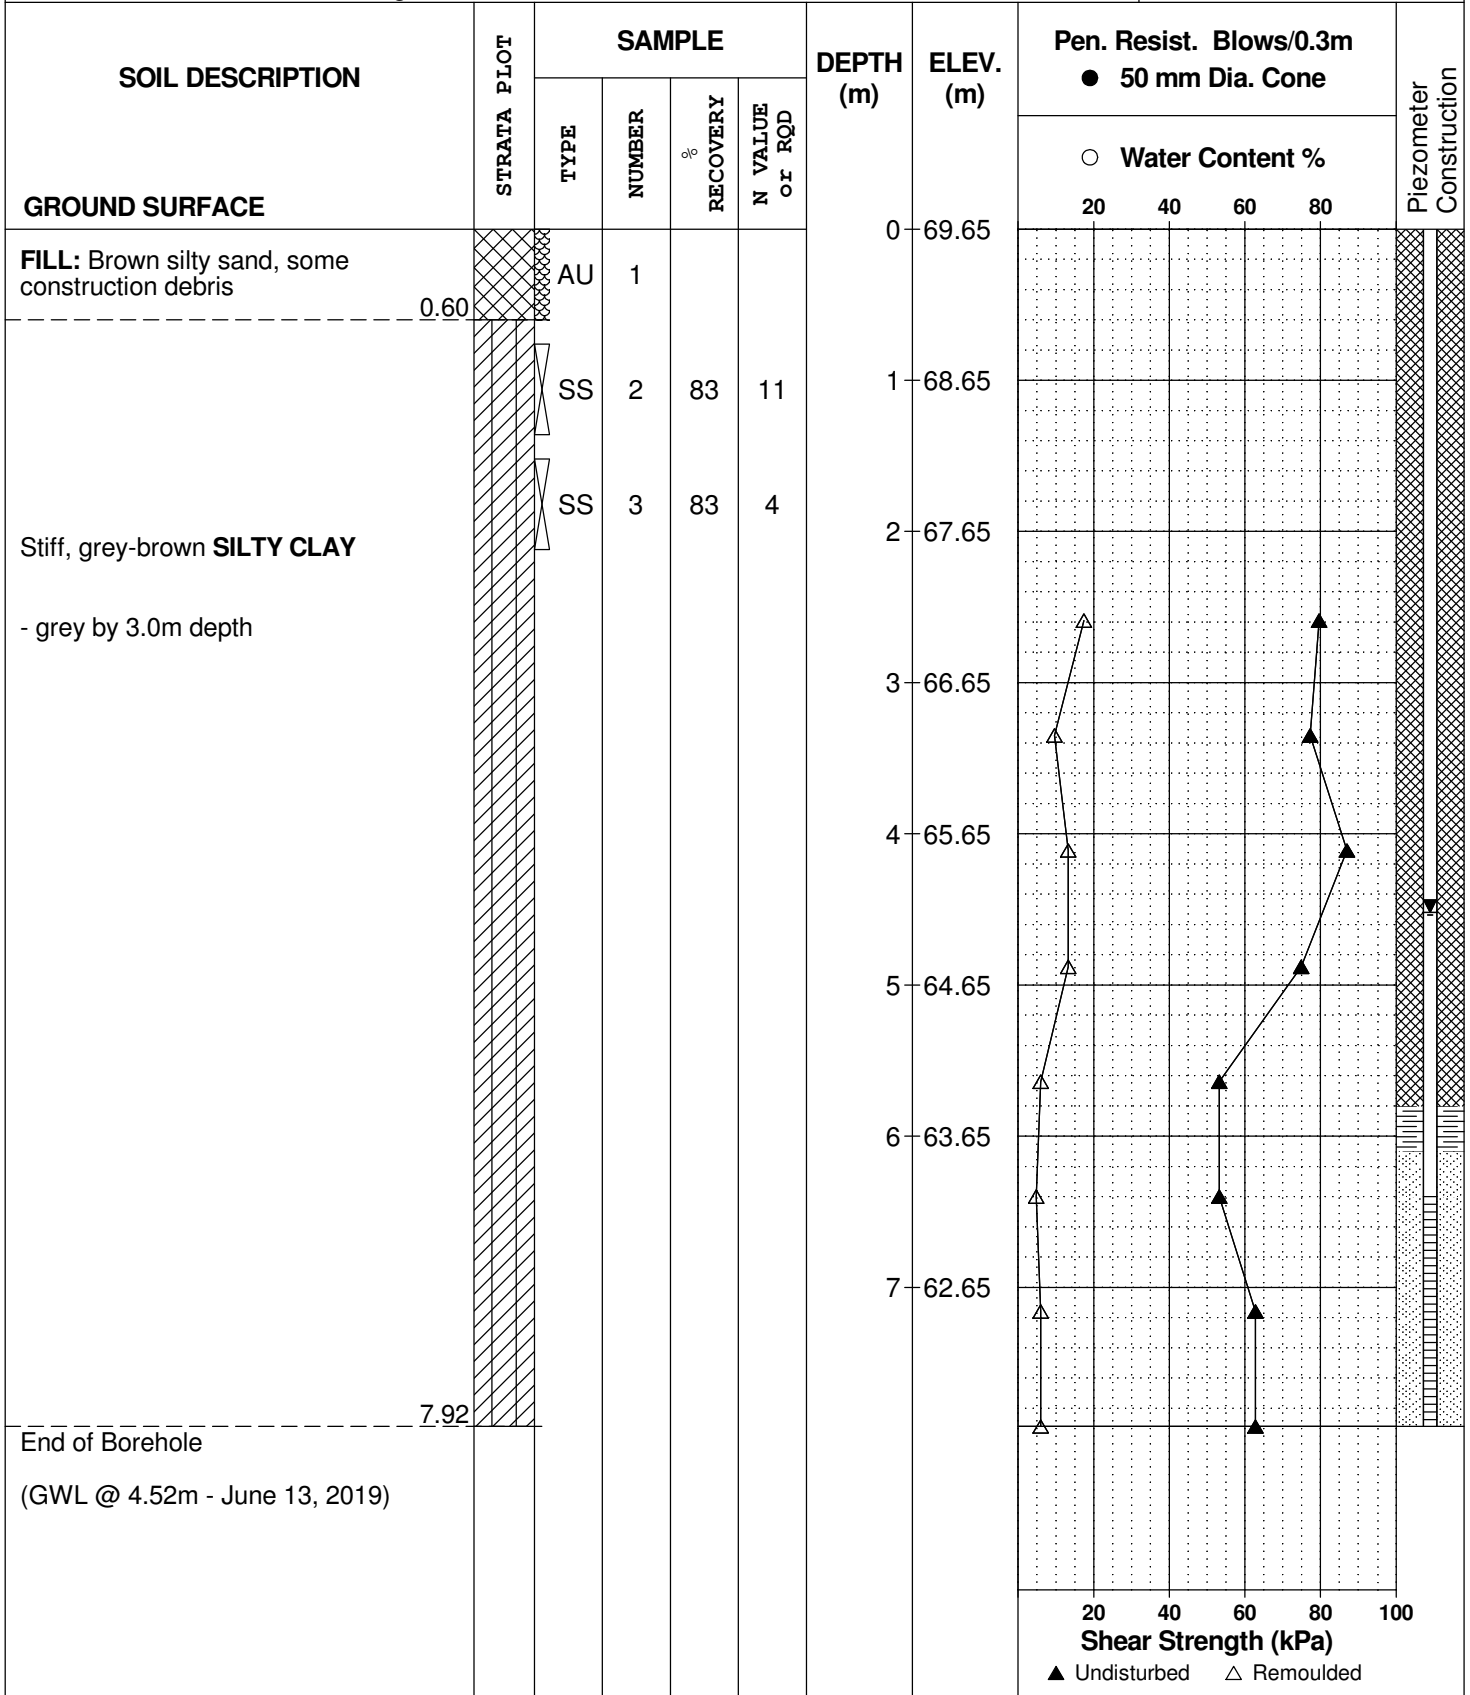 SOIL DESCRIPTION
GROUND SURFACE
STRATA PLOT
SAMPLE
TYPE
NUMBER
%
RECOVERY
N VALUE
or RQD
DEPTH
(m)
ELEV.
(m)
Pen. Resist. Blows/0.3m
● 50 mm Dia. Cone
○ Water Content %
20 40 60 80
Piezometer
Construction
0 69.65
FILL: Brown silty sand, some
construction debris
0.60
AU 1
1 68.65
SS 2 83 11
SS 3 83 4
2 67.65
Stiff, grey-brown SILTY CLAY
- grey by 3.0m depth
3 66.65
4 65.65
5 64.65
6 63.65
7 62.65
7.92
End of Borehole
(GWL @ 4.52m - June 13, 2019)
20 40 60 80 100
Shear Strength (kPa)
▲ Undisturbed △ Remoulded